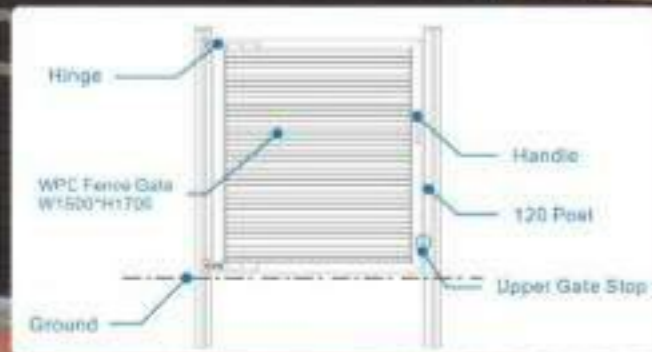 Hinge
WPC Fence Gate
W1500*H1700
Ground
Handle
120 Post
Upper Gate Stop